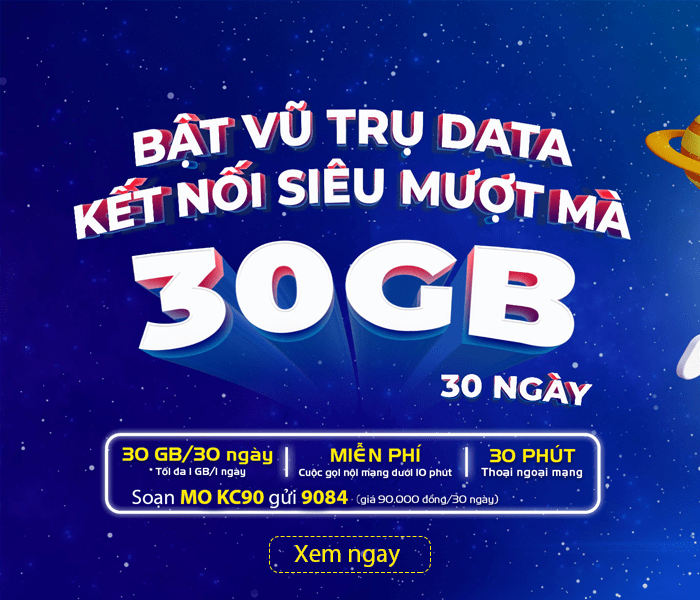 BẬT VŨ TRỤ DATA
KẾT NỐI SIÊU MƯỢT MÀ
30GB
30 NGÀY
30 GB/30 ngày | MIỄN PHÍ | 30 PHÚT
* Tối đa 1 GB/1 ngày | Cuộc gọi nội mạng dưới 10 phút | Thoại ngoại mạng
Soạn MO KC90 gửi 9084 (giá 90.000 đồng/30 ngày)
Xem ngay